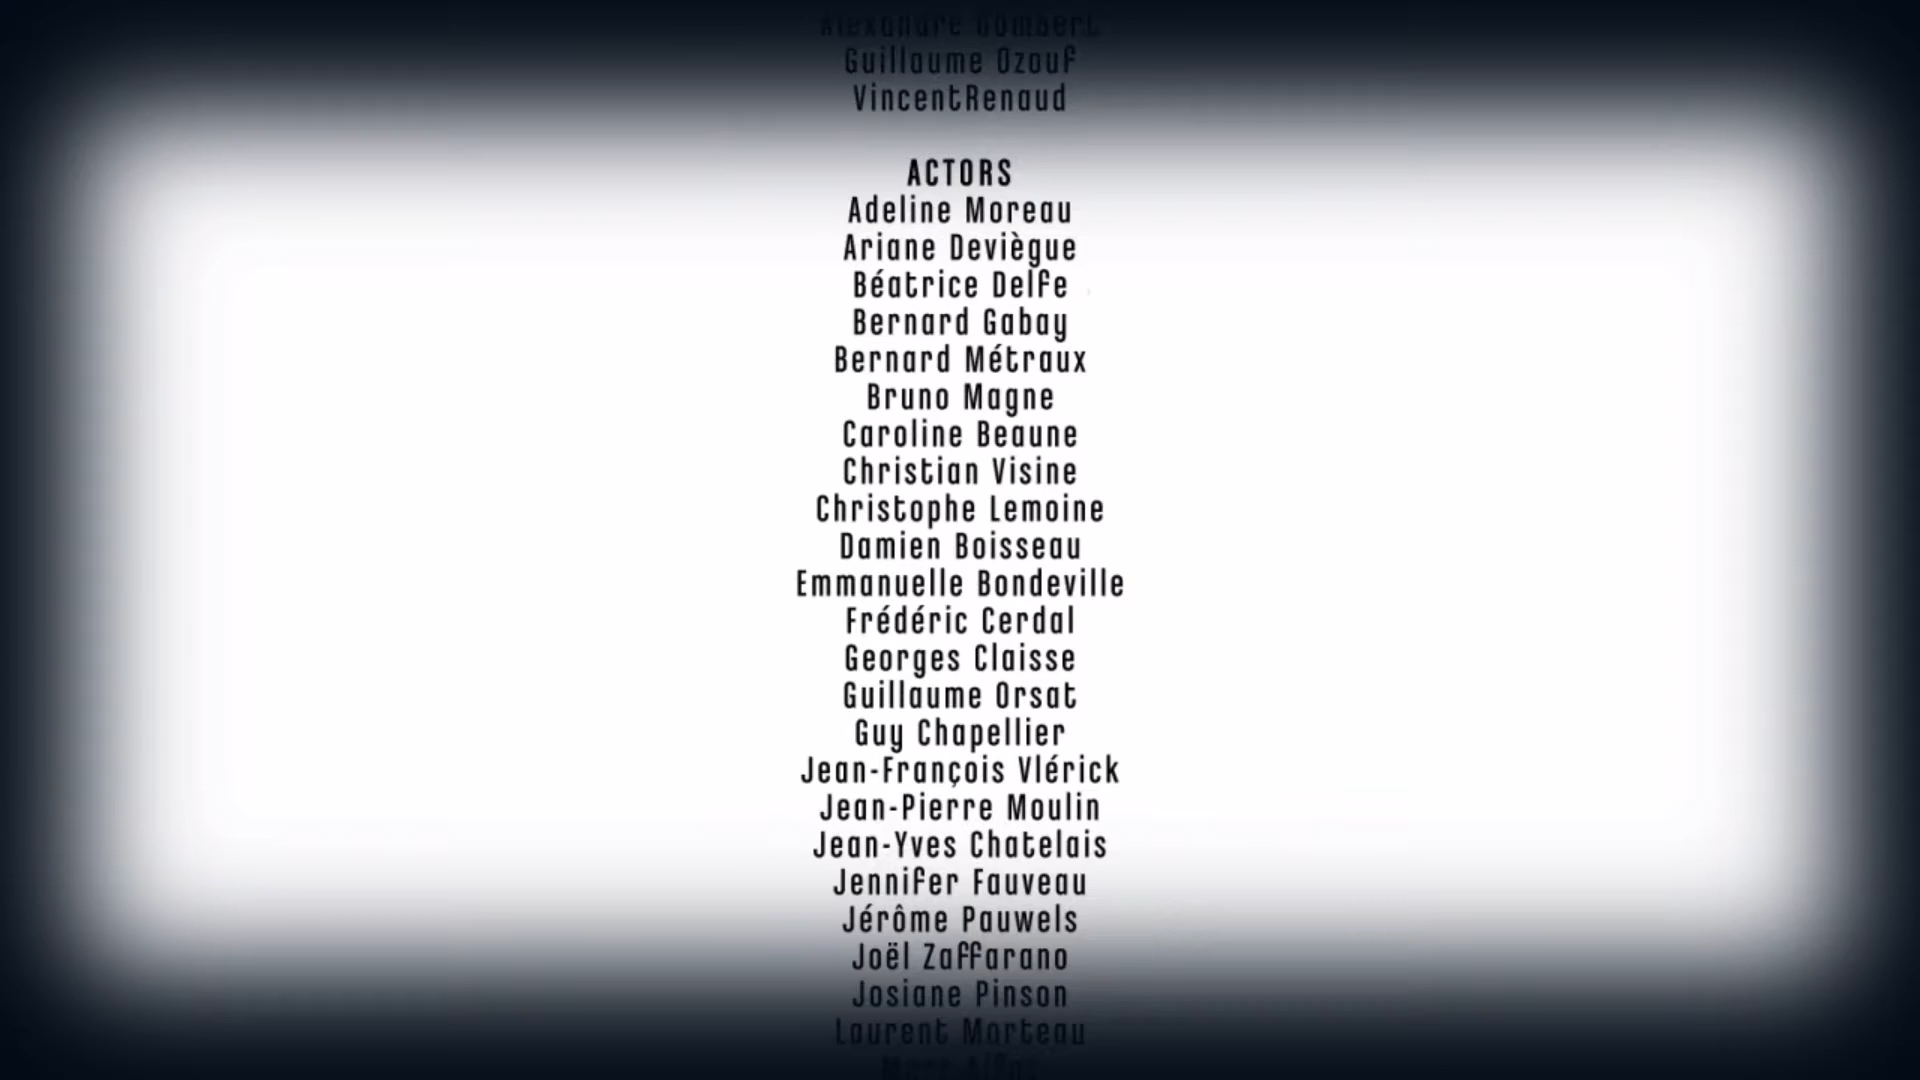 Alexandre Gombert
Guillaume Ozouf
VincentRenaud
ACTORS
Adeline Moreau
Ariane Deviègue
Béatrice Delfe
Bernard Gabay
Bernard Métraux
Bruno Magne
Caroline Beaune
Christian Visine
Christophe Lemoine
Damien Boisseau
Emmanuelle Bondeville
Frédéric Cerdal
Georges Claisse
Guillaume Orsat
Guy Chapellier
Jean-François Vlérick
Jean-Pierre Moulin
Jean-Yves Chatelais
Jennifer Fauveau
Jérôme Pauwels
Joël Zaffarano
Josiane Pinson
Laurent Morteau